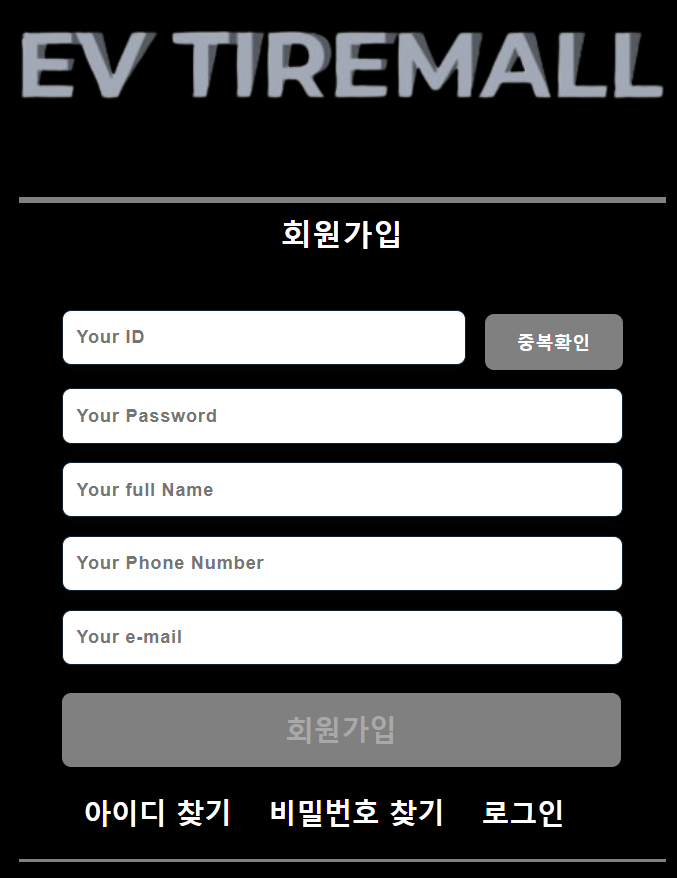 EV TIREMALL
회원가입
Your ID
중복확인
Your Password
Your full Name
Your Phone Number
Your e-mail
회원가입
아이디 찾기 비밀번호 찾기 로그인